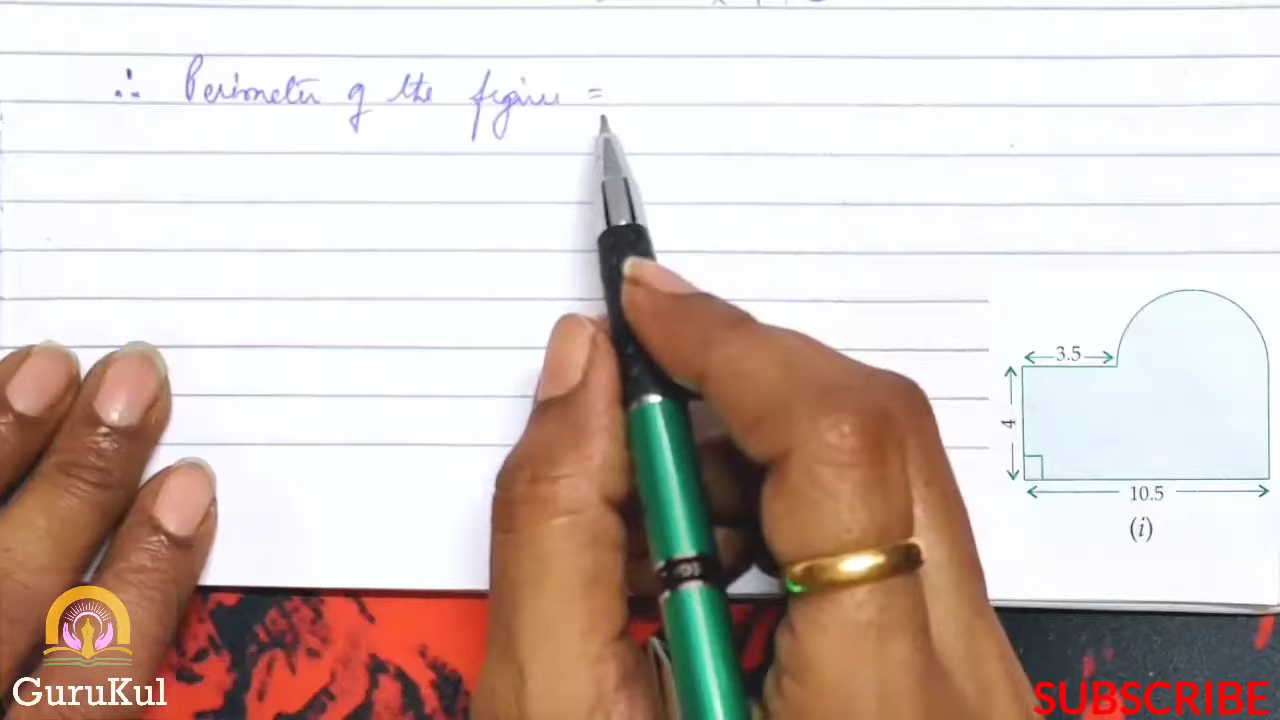 ∴ Perimeter of the figure =
3.5
4
10.5
(i)
GuruKul
SUBSCRIBE